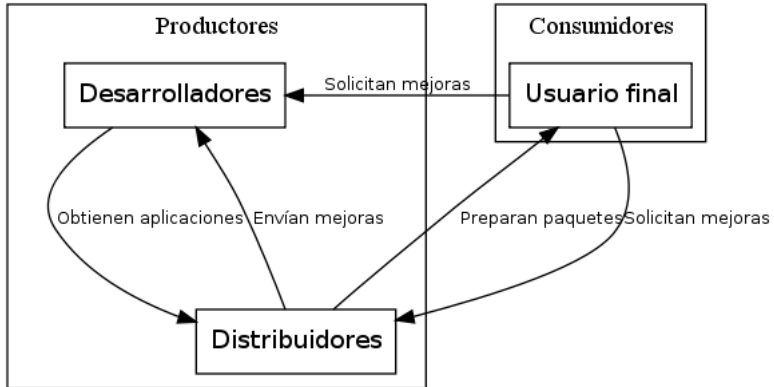 Productores
Consumidores
Desarrolladores
Solicitan mejoras
Usuario final
Obtienen aplicaciones
Envían mejoras
Preparan paquetes
Solicitan mejoras
Distribuidores